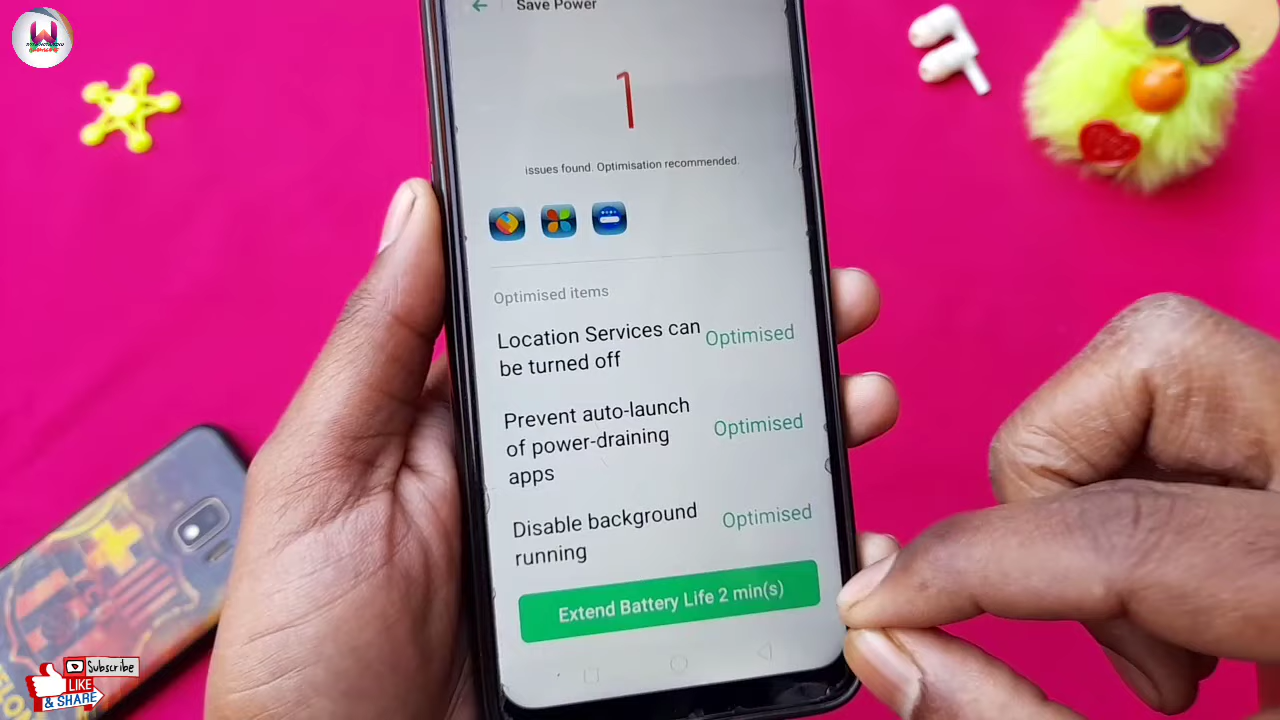 Save Power
1
issues found. Optimisation recommended.
Optimised items
Location Services can
be turned off
Optimised
Prevent auto-launch
of power-draining
apps
Optimised
Disable background
running
Optimised
Extend Battery Life 2 min(s)
Subscribe
LIKE
& SHARE